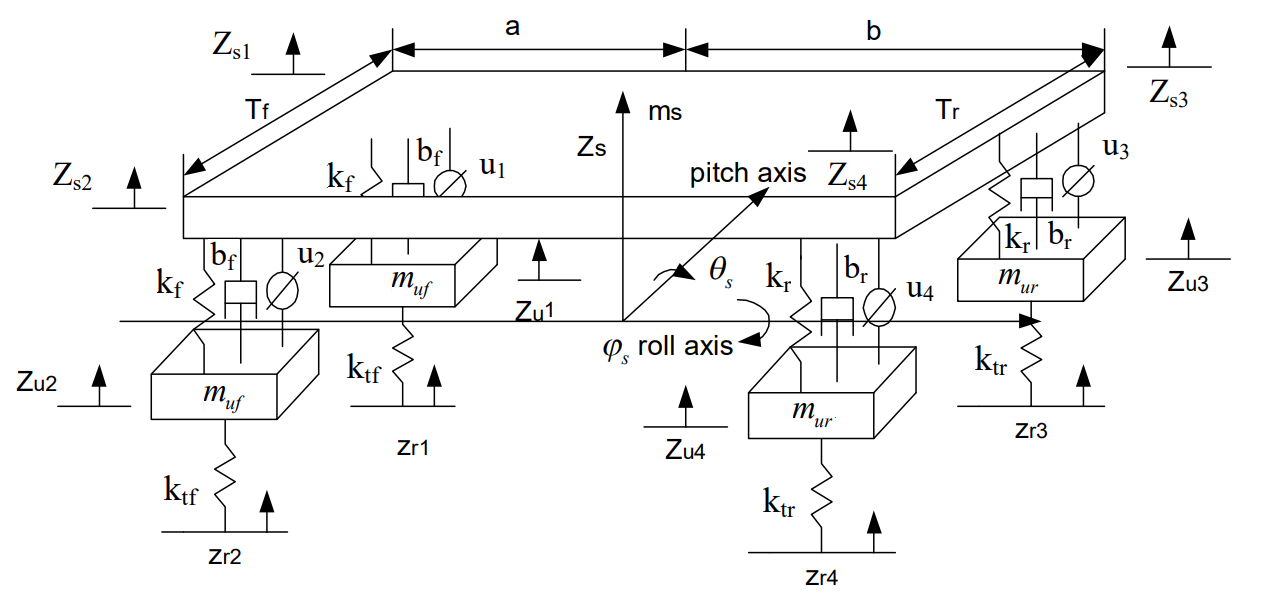 a
b
Zs1
Tf
ms
Tr
Zs3
Zs
Zs2
kf
bf
u1
pitch axis
Zs4
u3
kf
bf
u2
muf
θs
kr
br
u4
kr
br
mur
Zu3
Zu1
φs roll axis
Zu2
muf
ktf
ktr
mur
zr1
Zu4
zr3
ktf
ktr
zr2
zr4